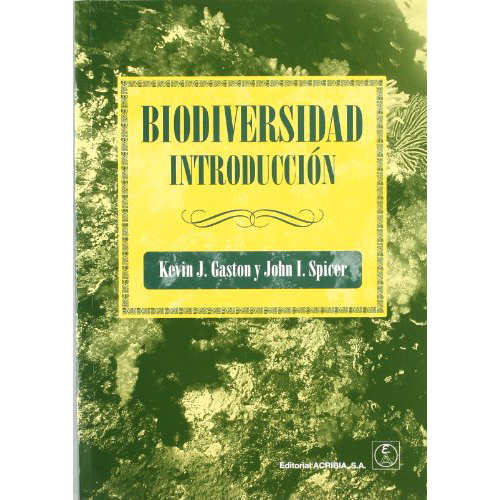 BIODIVERSIDAD
INTRODUCCIÓN
Kevin J. Gaston y John I. Spicer
Editorial ACRIBIA, S.A.